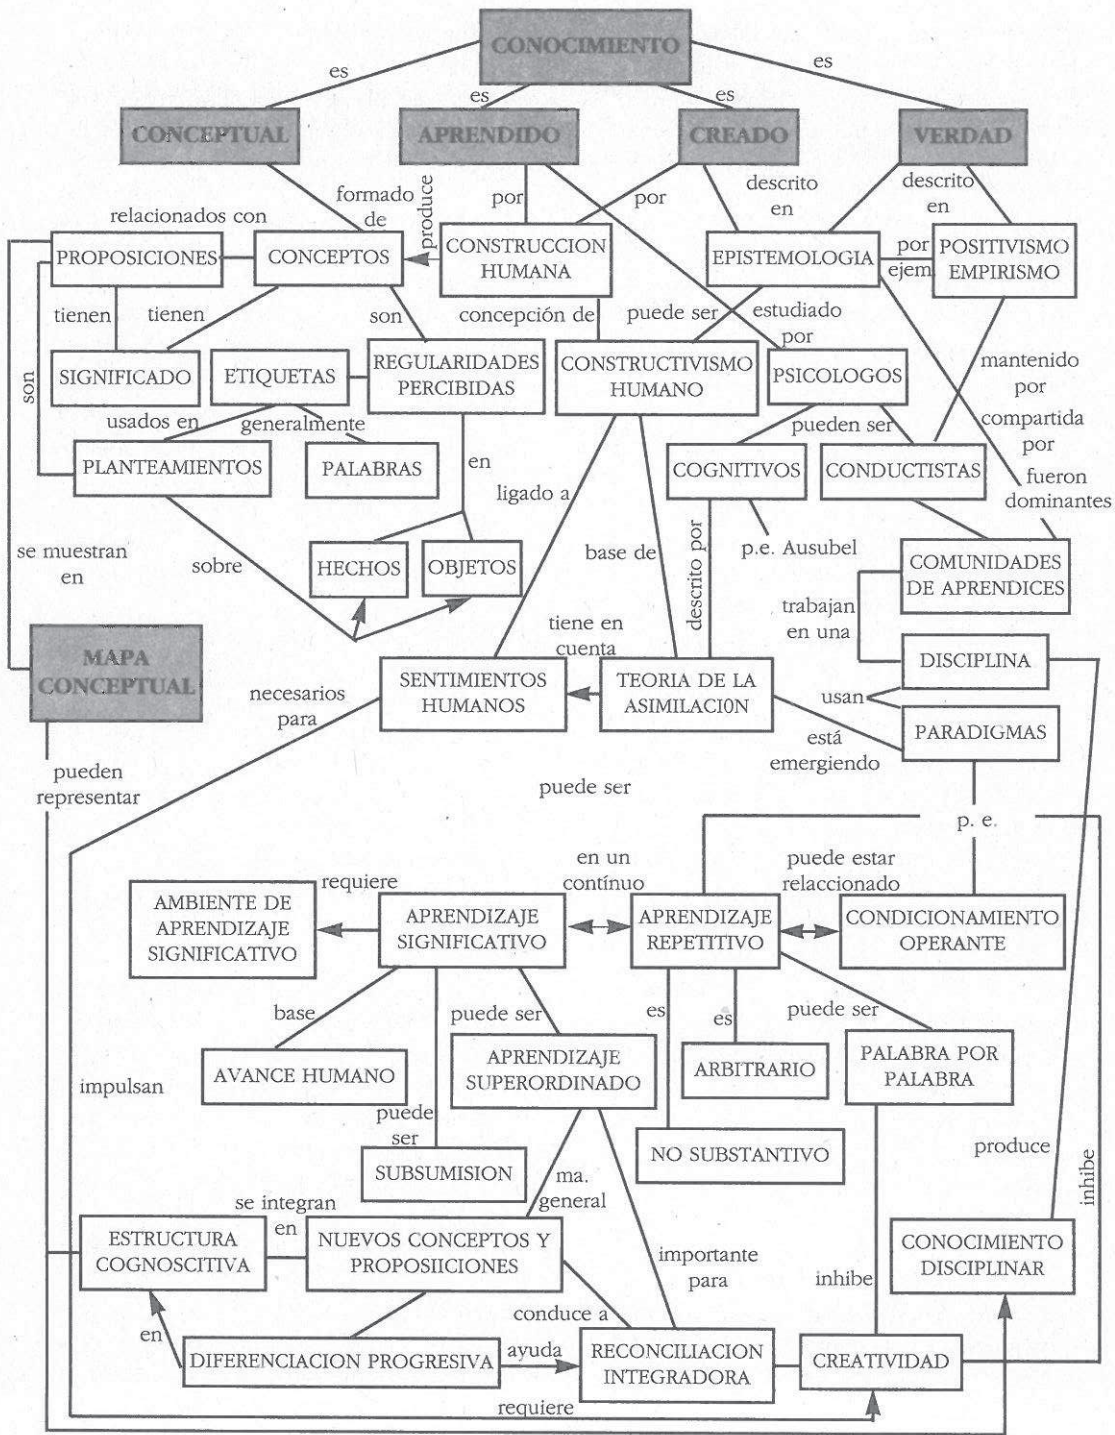 CONOCIMIENTO
es
es
es
es
CONCEPTUAL
APRENDIDO
CREADO
VERDAD
formado
de
produce
por
por
descrito
en
descrito
en
relacionados con
PROPOSICIONES
CONCEPTOS
CONSTRUCCION
HUMANA
EPISTEMOLOGIA
por
ejem.
POSITIVISMO
EMPIRISMO
tienen
tienen
son
concepción de
puede ser
estudiado
por
son
SIGNIFICADO
ETIQUETAS
REGULARIDADES
PERCIBIDAS
CONSTRUCTIVISMO
HUMANO
PSICOLOGOS
mantenido
por
usados en
generalmente
pueden ser
compartida
por
PLANTEAMIENTOS
PALABRAS
en
COGNITIVOS
CONDUCTISTAS
fueron
dominantes
ligado a
se muestran
en
sobre
HECHOS
OBJETOS
base de
descrito por
p.e. Ausubel
COMUNIDADES
DE APRENDICES
trabajan
en una
MAPA
CONCEPTUAL
necesarios
para
SENTIMIENTOS
HUMANOS
tiene en
cuenta
TEORIA DE LA
ASIMILACI0N
DISCIPLINA
usan
PARADIGMAS
está
emergiendo
pueden
representar
puede ser
p. e.
requiere
en un
contínuo
puede estar
relaccionado
AMBIENTE DE
APRENDIZAJE
SIGNIFICATIVO
APRENDIZAJE
SIGNIFICATIVO
APRENDIZAJE
REPETITIVO
CONDICIONAMIENTO
OPERANTE
base
puede ser
es
es
puede ser
impulsan
AVANCE HUMANO
APRENDIZAJE
SUPERORDINADO
ARBITRARIO
PALABRA POR
PALABRA
puede
ser
SUBSUMISION
NO SUBSTANTIVO
produce
inhibe
ma.
general
se integran
en
ESTRUCTURA
COGNOSCITIVA
NUEVOS CONCEPTOS Y
PROPOSIICIONES
importante
para
inhibe
CONOCIMIENTO
DISCIPLINAR
conduce a
en
DIFERENCIACION PROGRESIVA
ayuda
RECONCILIACION
INTEGRADORA
CREATIVIDAD
requiere